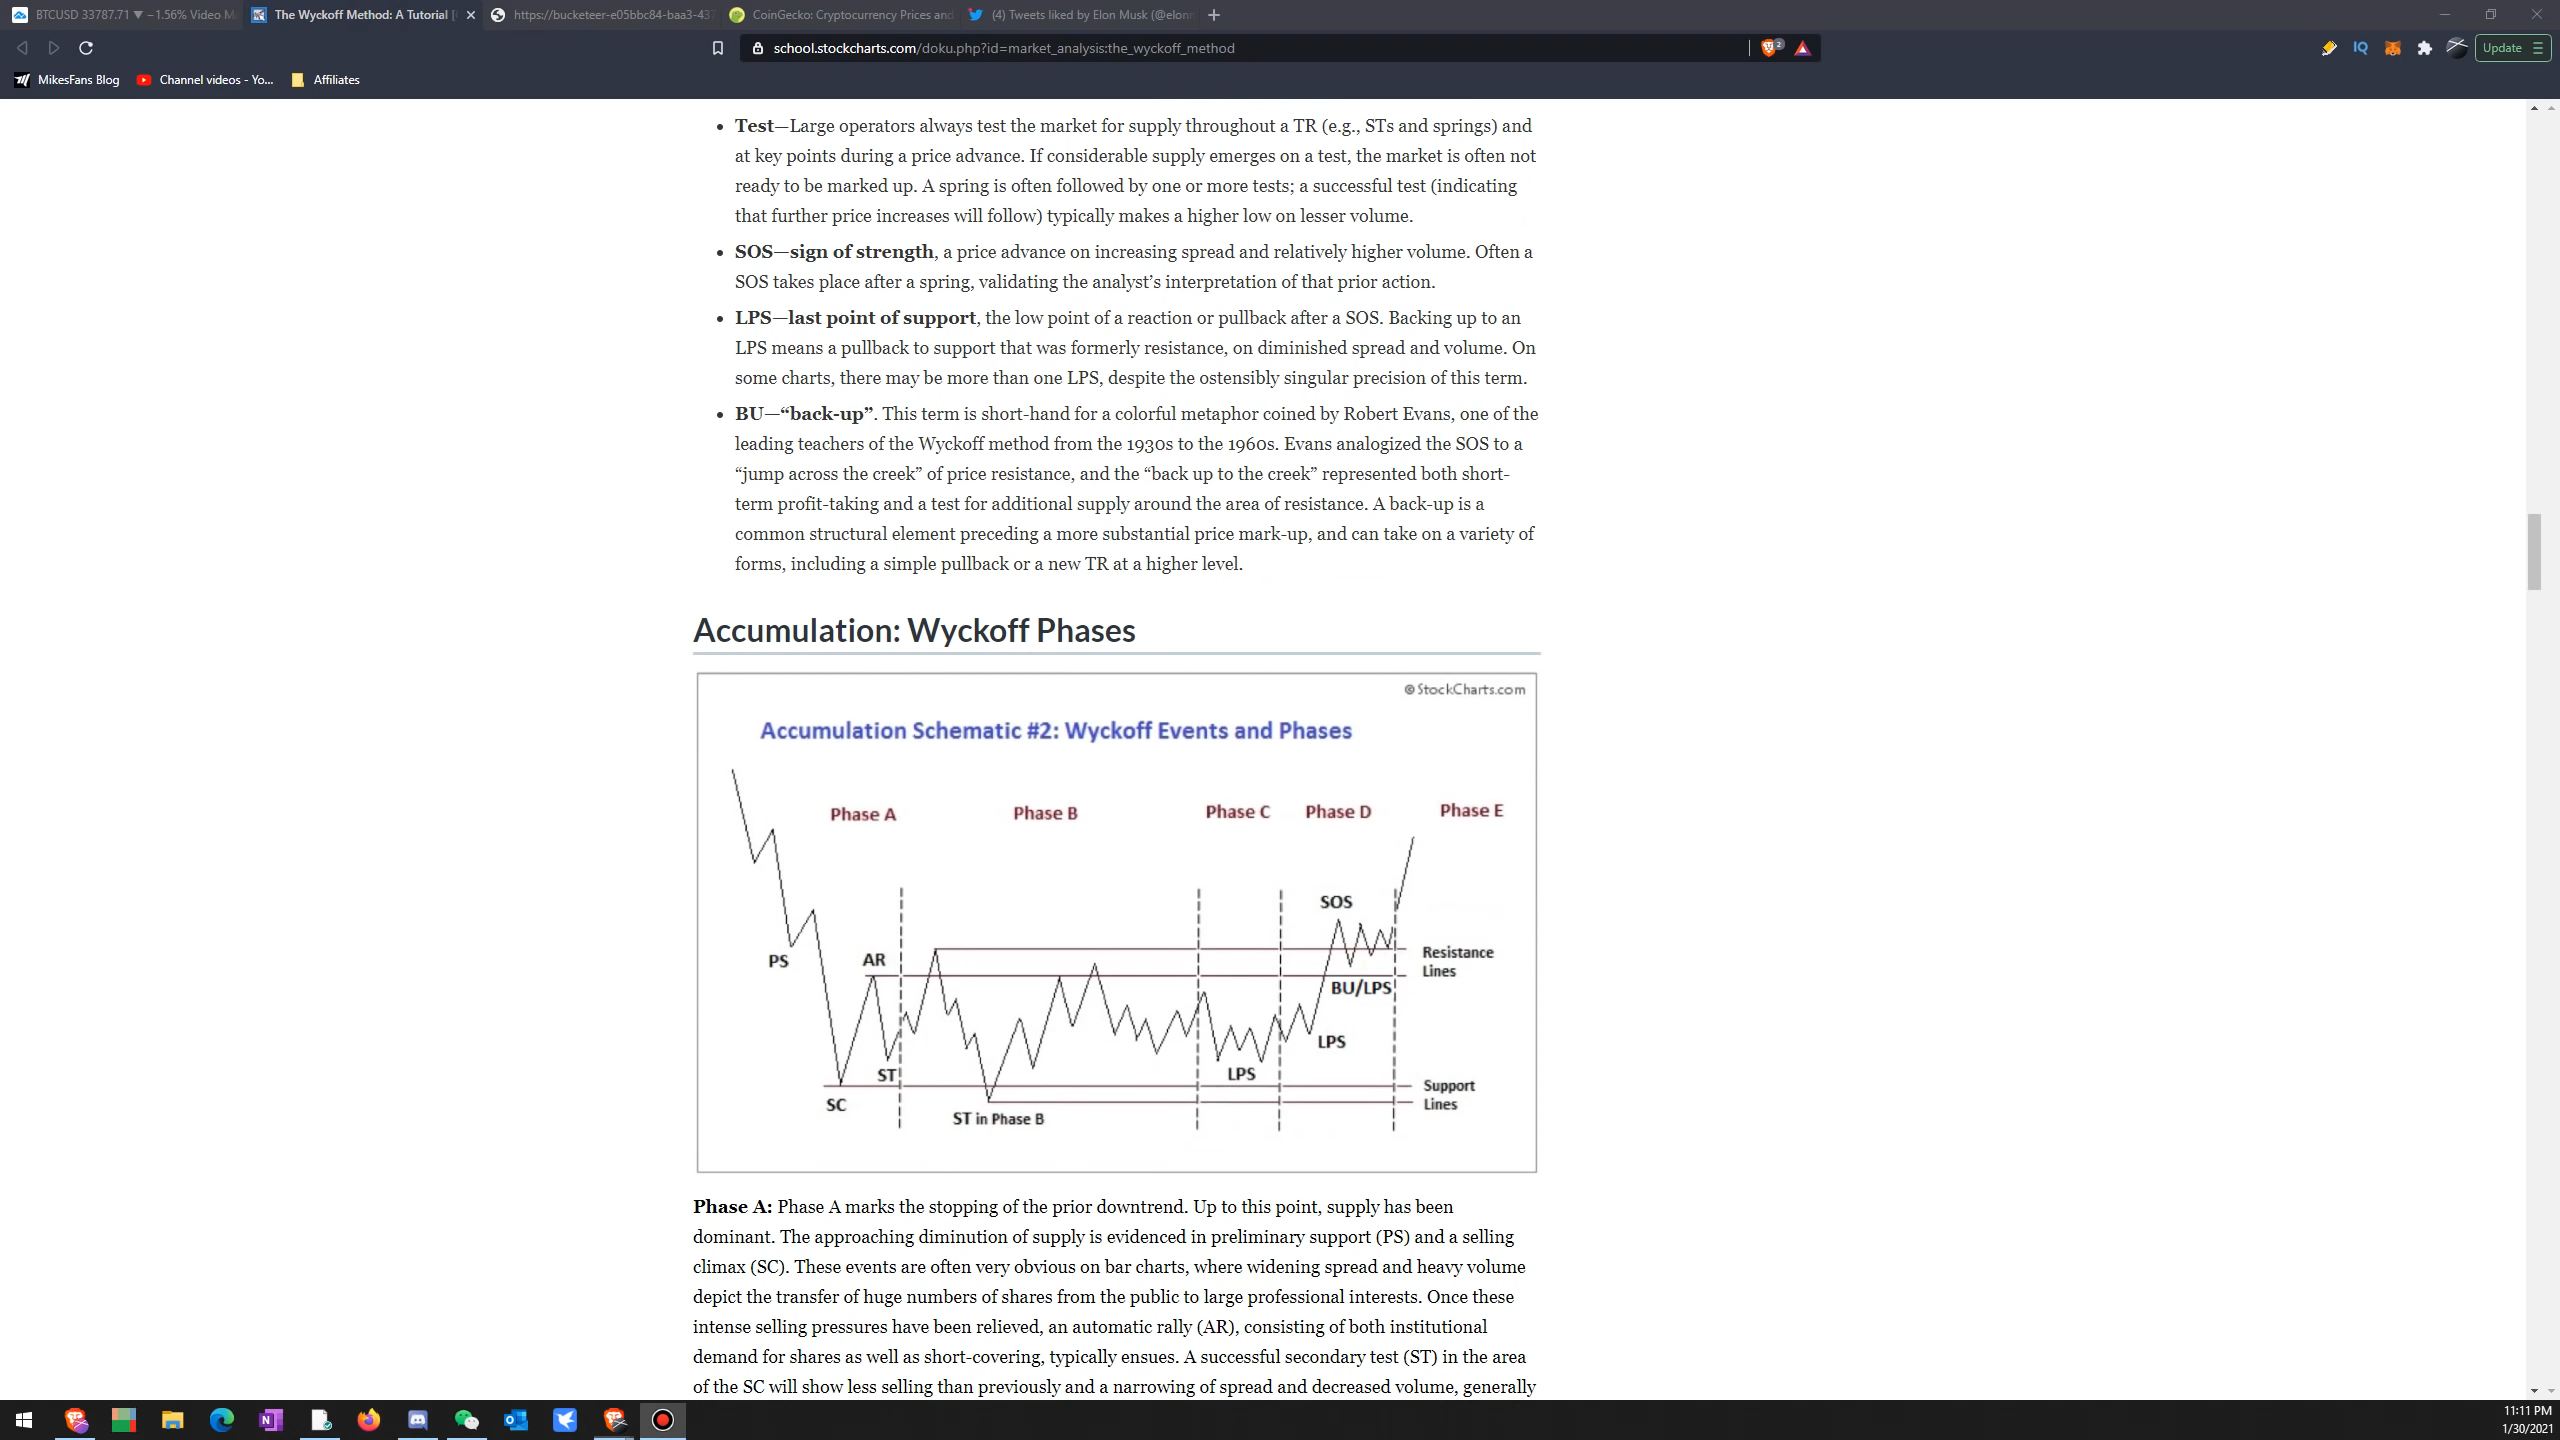 BTCUSD 33787.71 ▼ −1.56% Video M
The Wyckoff Method: A Tutorial [
https://bucketeer-e05bbc84-baa3-437
CoinGecko: Cryptocurrency Prices and
(4) Tweets liked by Elon Musk (@elonm
school.stockcharts.com/doku.php?id=market_analysis:the_wyckoff_method
2
IQ
Update
MikesFans Blog
Channel videos - Yo...
Affiliates
• Test—Large operators always test the market for supply throughout a TR (e.g., STs and springs) and
at key points during a price advance. If considerable supply emerges on a test, the market is often not
ready to be marked up. A spring is often followed by one or more tests; a successful test (indicating
that further price increases will follow) typically makes a higher low on lesser volume.
• SOS—sign of strength, a price advance on increasing spread and relatively higher volume. Often a
SOS takes place after a spring, validating the analyst’s interpretation of that prior action.
• LPS—last point of support, the low point of a reaction or pullback after a SOS. Backing up to an
LPS means a pullback to support that was formerly resistance, on diminished spread and volume. On
some charts, there may be more than one LPS, despite the ostensibly singular precision of this term.
• BU—“back-up”. This term is short-hand for a colorful metaphor coined by Robert Evans, one of the
leading teachers of the Wyckoff method from the 1930s to the 1960s. Evans analogized the SOS to a
“jump across the creek” of price resistance, and the “back up to the creek” represented both short-
term profit-taking and a test for additional supply around the area of resistance. A back-up is a
common structural element preceding a more substantial price mark-up, and can take on a variety of
forms, including a simple pullback or a new TR at a higher level.
Accumulation: Wyckoff Phases
© StockCharts.com
Accumulation Schematic #2: Wyckoff Events and Phases
Phase A
Phase B
Phase C
Phase D
Phase E
SOS
PS
AR
Resistance
Lines
BU/LPS
LPS
ST
LPS
Support
Lines
SC
ST in Phase B
Phase A: Phase A marks the stopping of the prior downtrend. Up to this point, supply has been
dominant. The approaching diminution of supply is evidenced in preliminary support (PS) and a selling
climax (SC). These events are often very obvious on bar charts, where widening spread and heavy volume
depict the transfer of huge numbers of shares from the public to large professional interests. Once these
intense selling pressures have been relieved, an automatic rally (AR), consisting of both institutional
demand for shares as well as short-covering, typically ensues. A successful secondary test (ST) in the area
of the SC will show less selling than previously and a narrowing of spread and decreased volume, generally
11:11 PM
1/30/2021